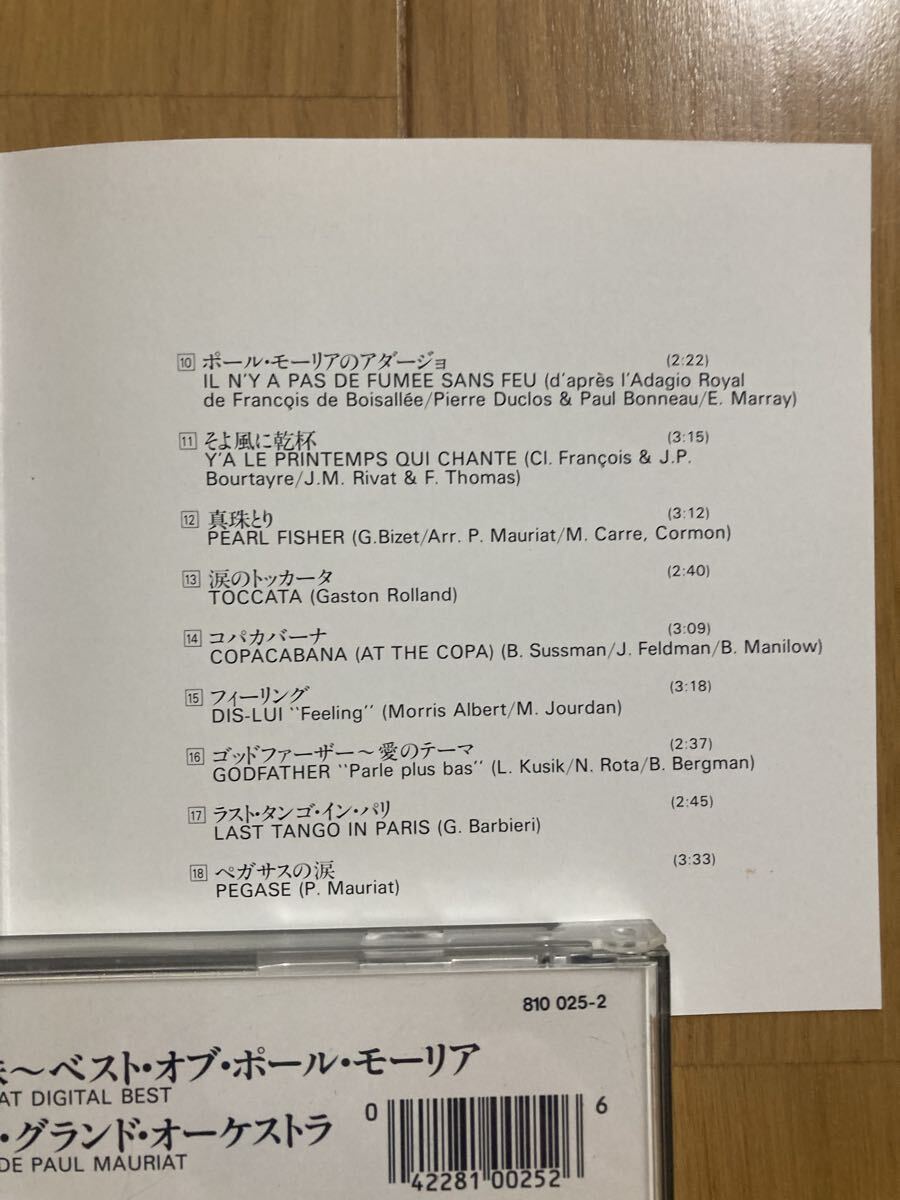 10 ポール・モーリアのアダージョ (2:22)
IL N'Y A PAS DE FUMEE SANS FEU (d'après l'Adagio Royal
de Francois de Boisallée/Pierre Duclos & Paul Bonneau/E. Marray)
11 そよ風に乾杯 (3:15)
Y'A LE PRINTEMPS QUI CHANTE (Cl. François & J.P.
Bourtayre/J.M. Rivat & F. Thomas)
12 真珠とり (3:12)
PEARL FISHER (G.Bizet/Arr. P. Mauriat/M. Carre, Cormon)
13 涙のトッカータ (2:40)
TOCCATA (Gaston Rolland)
14 コパカバーナ (3:09)
COPACABANA (AT THE COPA) (B. Sussman/J. Feldman/B. Manilow)
15 フィーリング (3:18)
DIS-LUI "Feeling" (Morris Albert/M. Jourdan)
16 ゴッドファーザー〜愛のテーマ (2:37)
GODFATHER "Parle plus bas" (L. Kusik/N. Rota/B. Bergman)
17 ラスト・タンゴ・イン・パリ (2:45)
LAST TANGO IN PARIS (G. Barbieri)
18 ペガサスの涙 (3:33)
PEGASE (P. Mauriat)
810 025-2
〜ベスト・オブ・ポール・モーリア
AT DIGITAL BEST
・グランド・オーケストラ
DE PAUL MAURIAT
0 42281 00252 6